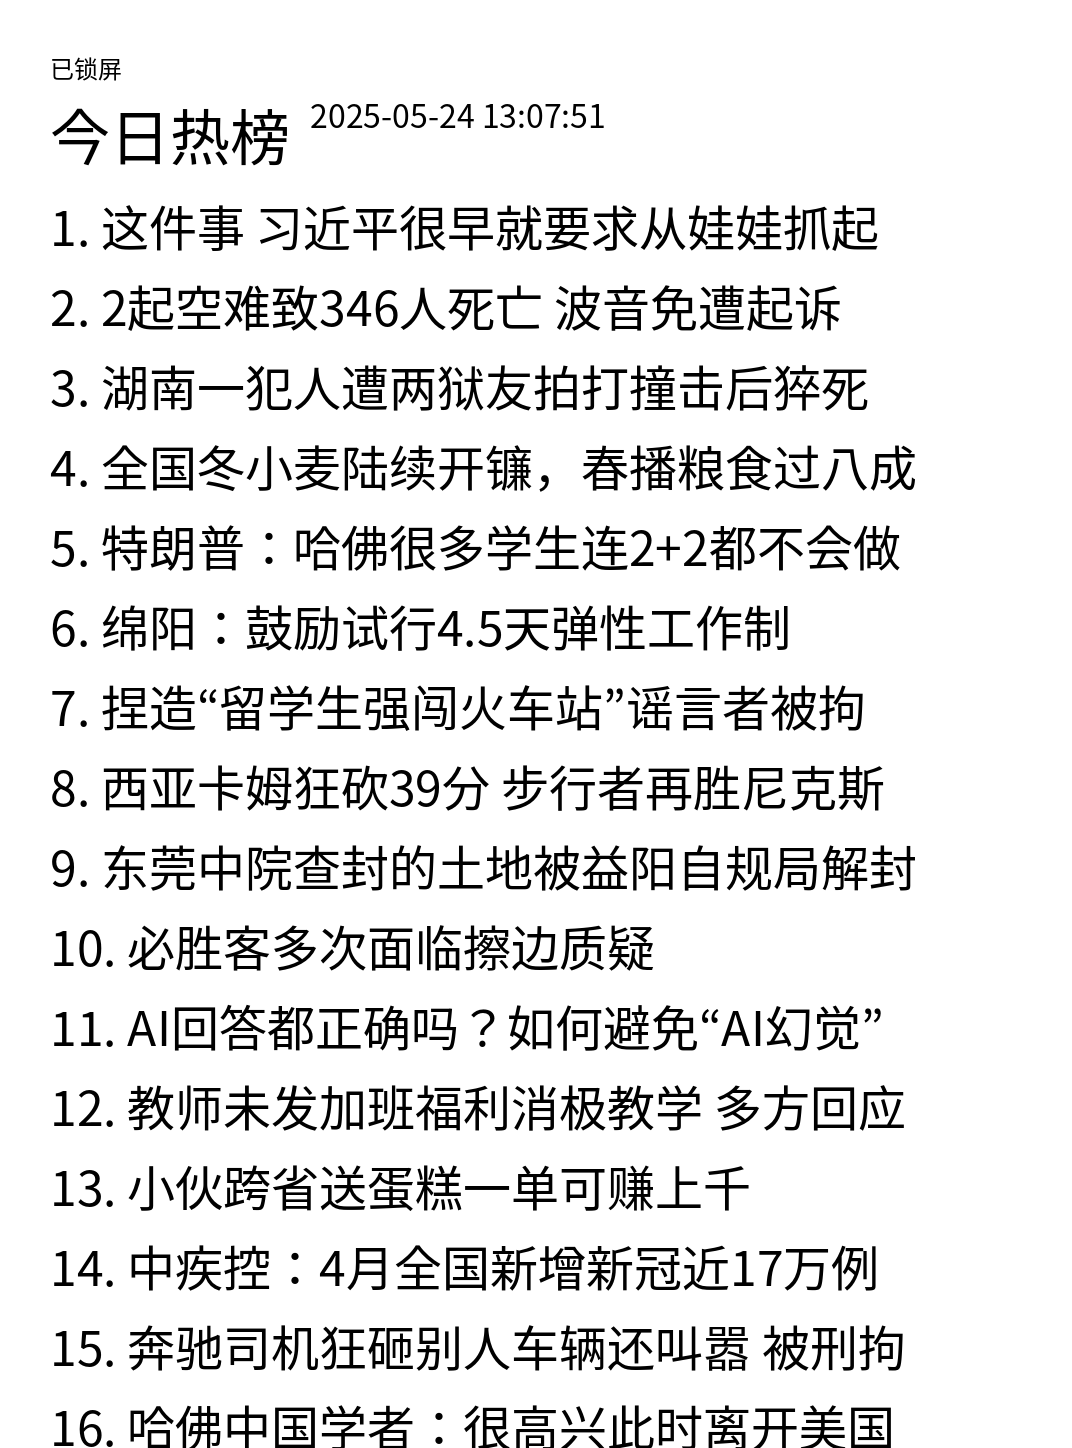 已锁屏
今日热榜 2025-05-24 13:07:51
1. 这件事 习近平很早就要求从娃娃抓起
2. 2起空难致346人死亡 波音免遭起诉
3. 湖南一犯人遭两狱友拍打撞击后猝死
4. 全国冬小麦陆续开镰，春播粮食过八成
5. 特朗普：哈佛很多学生连2+2都不会做
6. 绵阳：鼓励试行4.5天弹性工作制
7. 捏造“留学生强闯火车站”谣言者被拘
8. 西亚卡姆狂砍39分 步行者再胜尼克斯
9. 东莞中院查封的土地被益阳自规局解封
10. 必胜客多次面临擦边质疑
11. AI回答都正确吗？如何避免“AI幻觉”
12. 教师未发加班福利消极教学 多方回应
13. 小伙跨省送蛋糕一单可赚上千
14. 中疾控：4月全国新增新冠近17万例
15. 奔驰司机狂砸别人车辆还叫嚣 被刑拘
16. 哈佛中国学者：很高兴此时离开美国